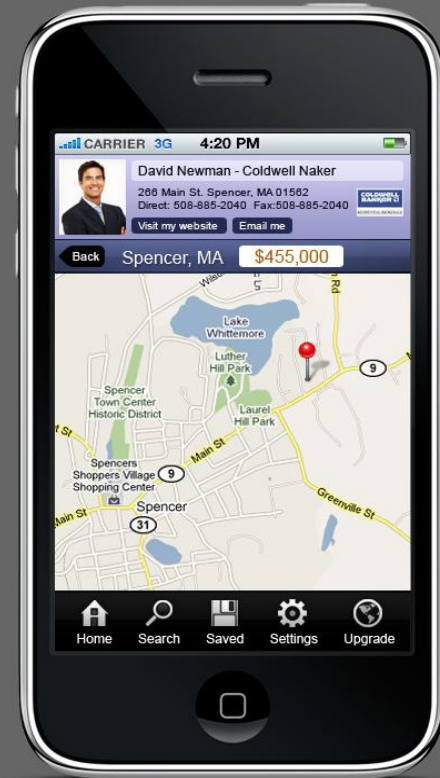 CARRIER 3G 4:20 PM
David Newman - Coldwell Naker
266 Main St. Spencer, MA 01562
Direct: 508-885-2040 Fax:508-885-2040
COLDWELL
BANKER
Visit my website Email me
Back Spencer, MA $455,000
Rd
Lake
Whittemore
Luther
Hill Park
9
Spencer
Town Center
Historic District
Laurel
Hill Park
Main St
Spencers
Shoppers Village
Shopping Center
9
Greenville St
Spencer
Main St
31
Home Search Saved Settings Upgrade